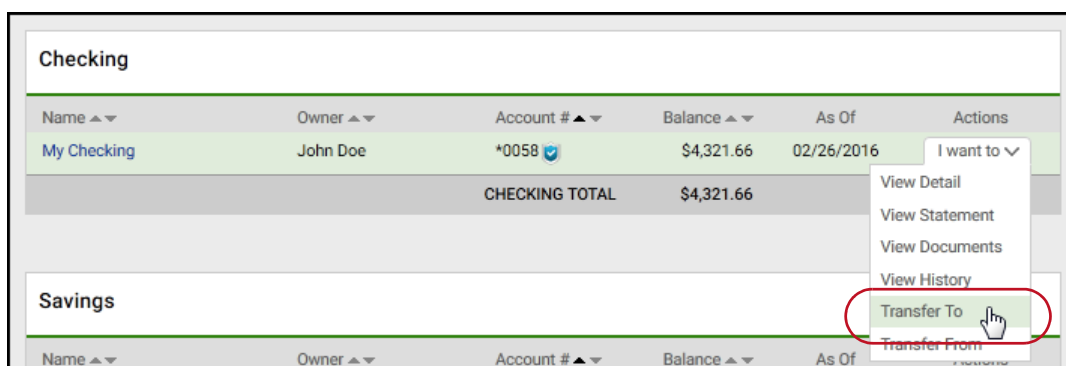 Checking
Name Owner Account # Balance As Of Actions
My Checking John Doe *0058 $4,321.66 02/26/2016 I want to
CHECKING TOTAL $4,321.66
View Detail
View Statement
View Documents
View History
Transfer To
Transfer From
Savings
Name Owner Account # Balance As Of Actions